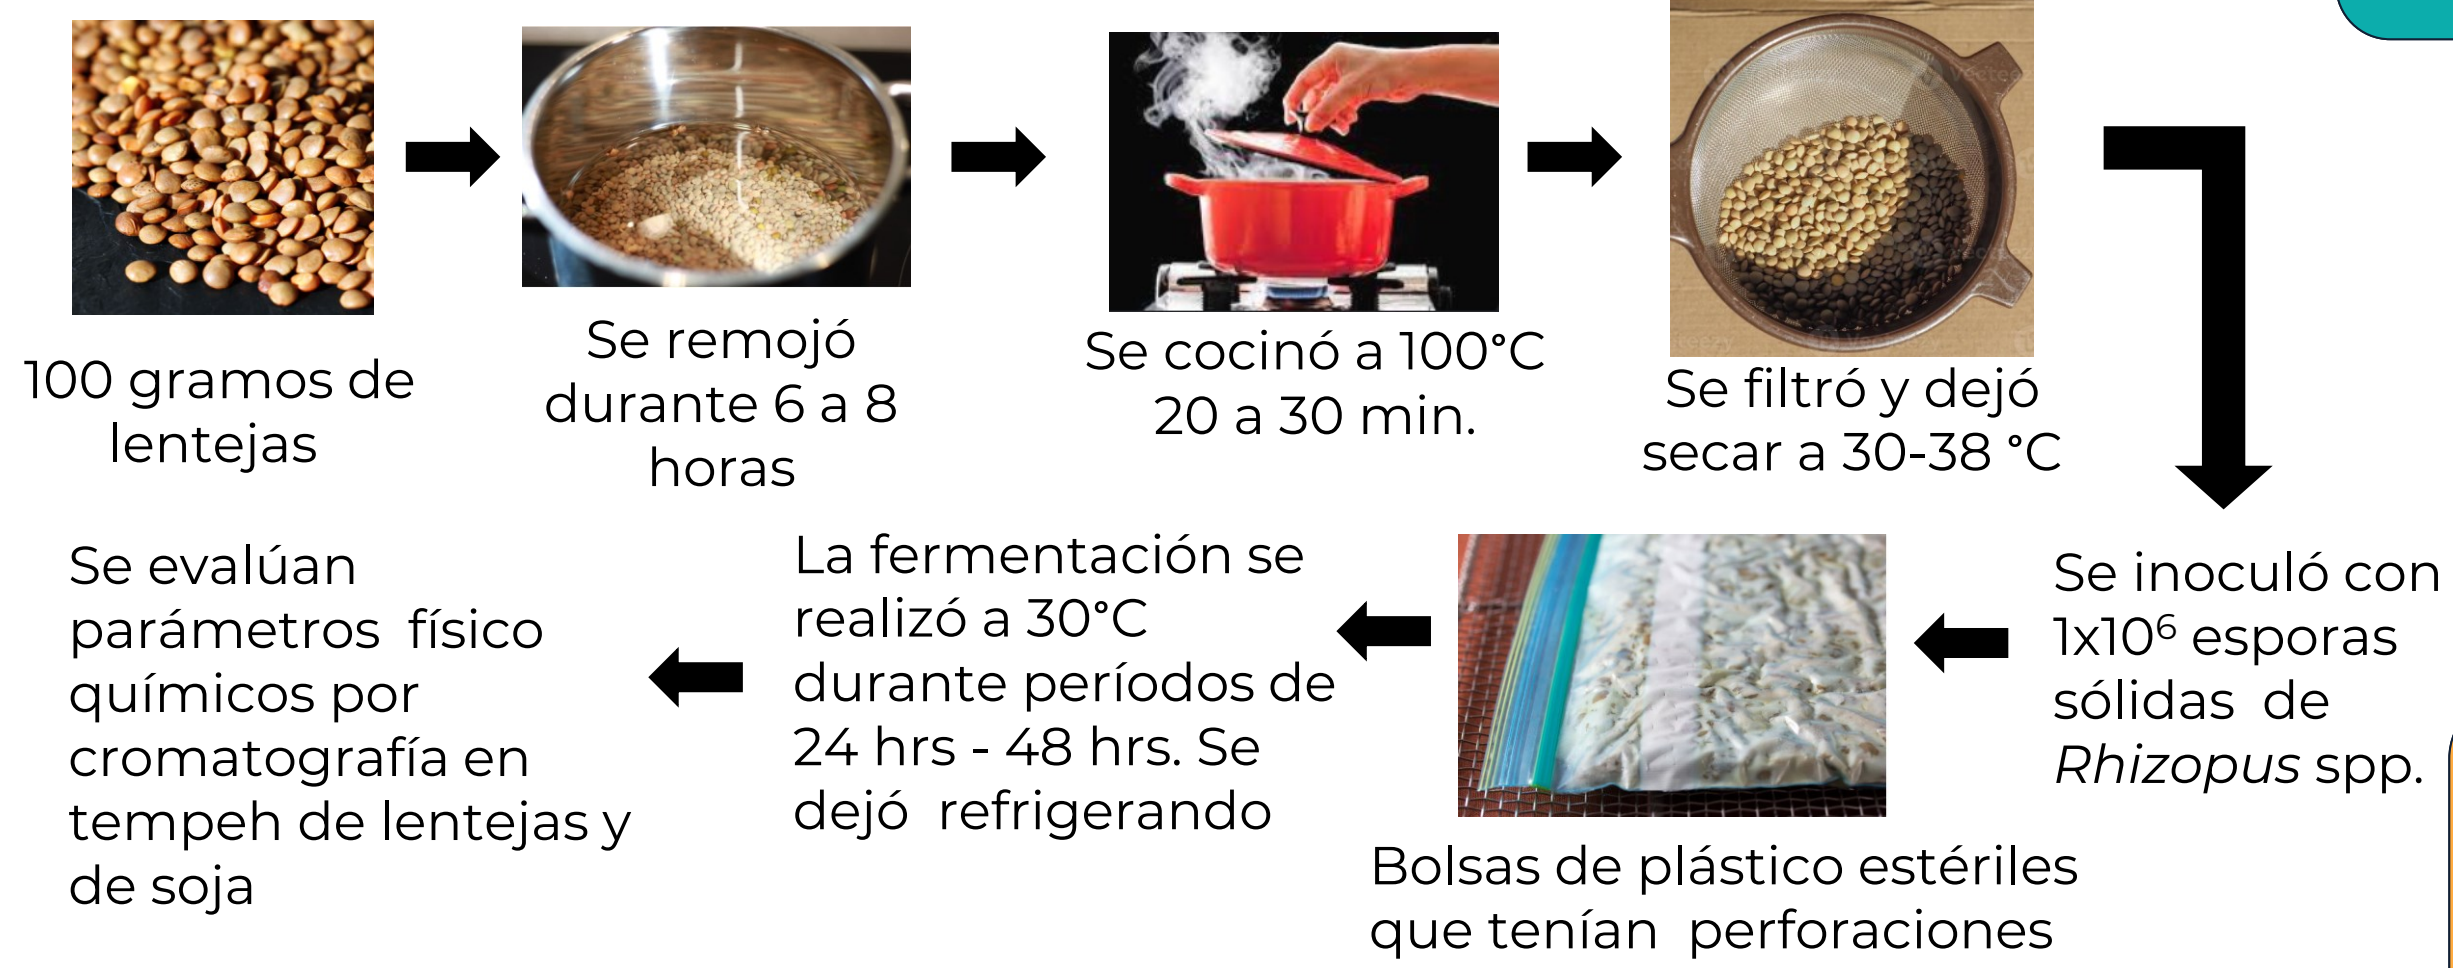 100 gramos de
lentejas
Se remojó
durante 6 a 8
horas
Se cocinó a 100°C
20 a 30 min.
Se filtró y dejó
secar a 30-38 °C
Se inoculó con
1x10⁶ esporas
sólidas de
Rhizopus spp.
Bolsas de plástico estériles
que tenían perforaciones
La fermentación se
realizó a 30°C
durante períodos de
24 hrs - 48 hrs. Se
dejó refrigerando
Se evalúan
parámetros físico
químicos por
cromatografía en
tempeh de lentejas y
de soja